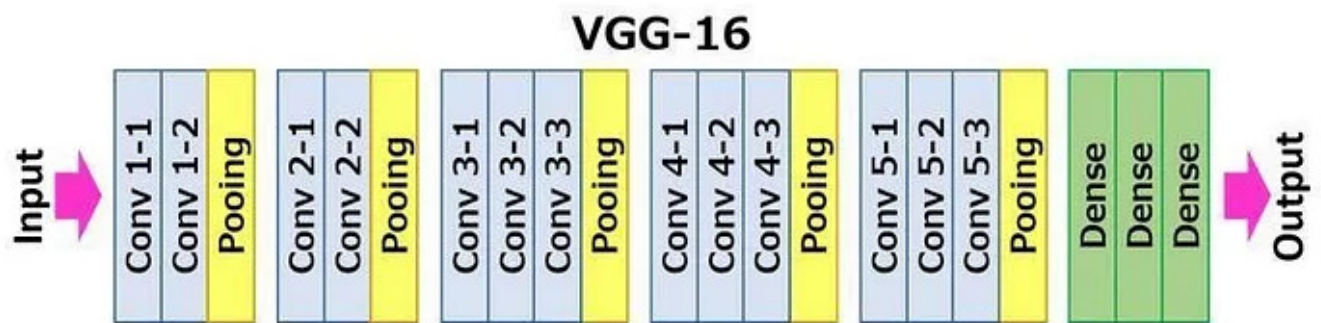 VGG-16
Input
Conv 1-1
Conv 1-2
Pooing
Conv 2-1
Conv 2-2
Pooing
Conv 3-1
Conv 3-2
Conv 3-3
Pooing
Conv 4-1
Conv 4-2
Conv 4-3
Pooing
Conv 5-1
Conv 5-2
Conv 5-3
Pooing
Dense
Dense
Dense
Output